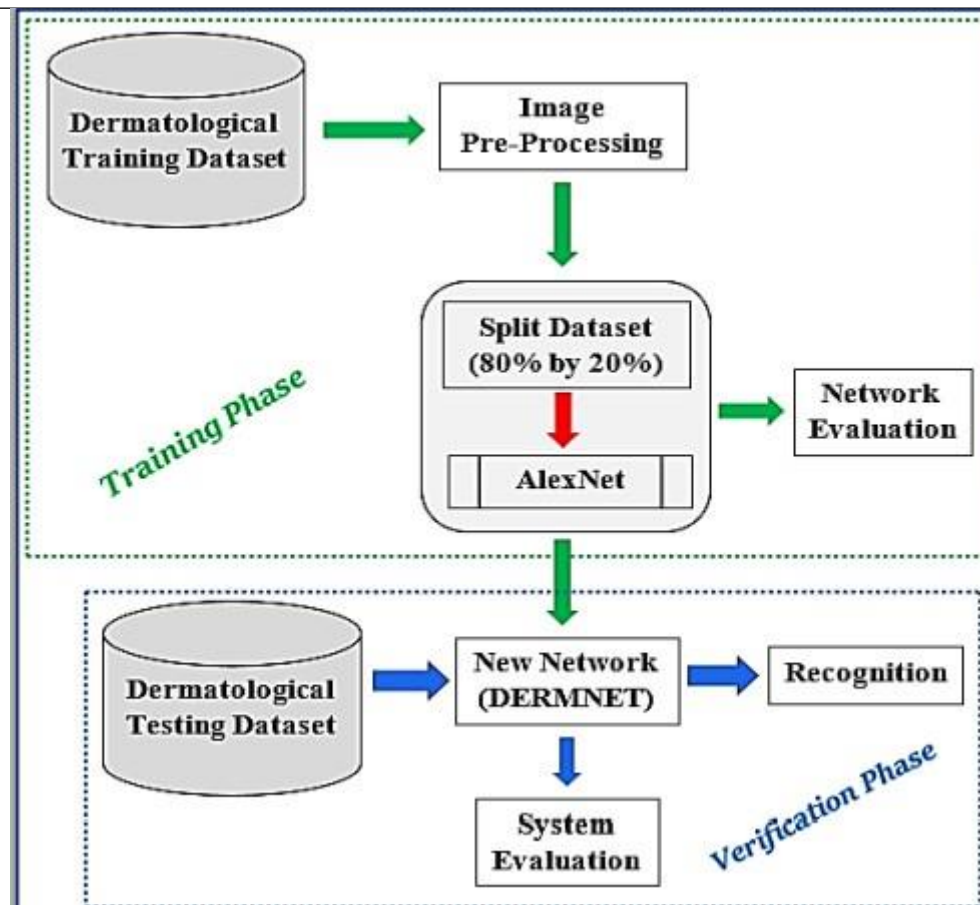 Dermatological
Training Dataset
Image
Pre-Processing
Split Dataset
(80% by 20%)
AlexNet
Network
Evaluation
Training Phase
Dermatological
Testing Dataset
New Network
(DERMNET)
Recognition
System
Evaluation
Verification Phase